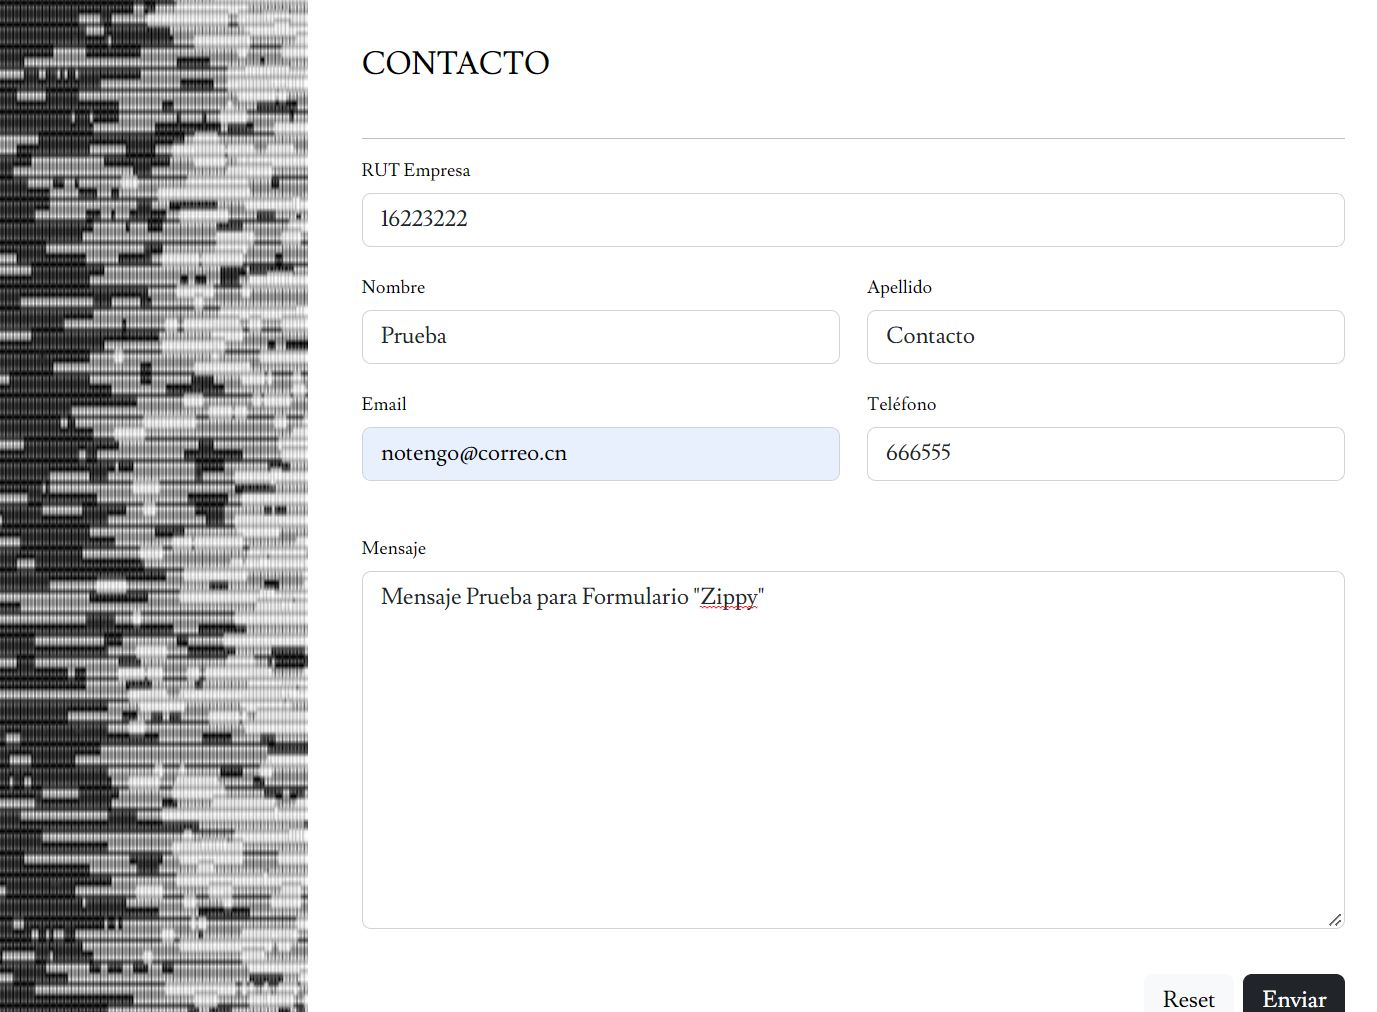 CONTACTO
RUT Empresa
16223222
Nombre Apellido
Prueba Contacto
Email Teléfono
notengo@correo.cn 666555
Mensaje
Mensaje Prueba para Formulario "Zippy"
Reset Enviar